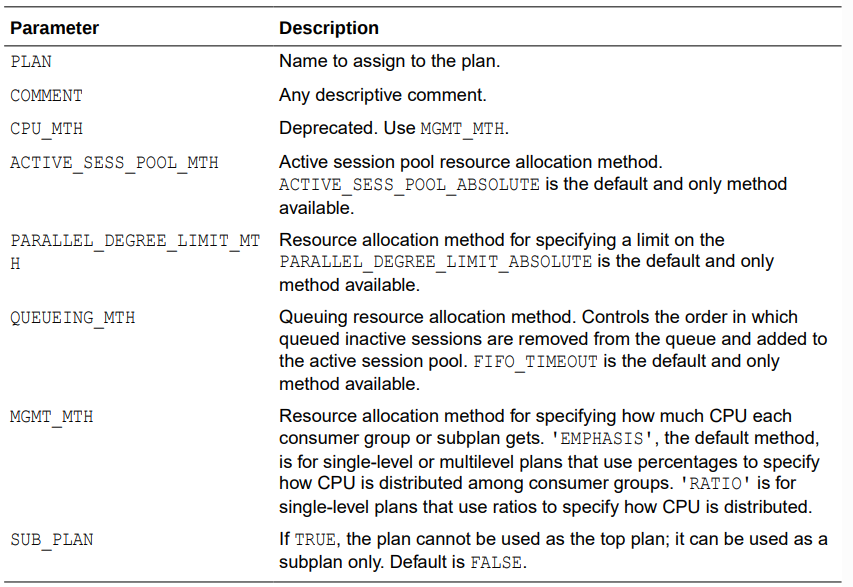 Parameter Description
PLAN Name to assign to the plan.
COMMENT Any descriptive comment.
CPU_MTH Deprecated. Use MGMT_MTH.
ACTIVE_SESS_POOL_MTH Active session pool resource allocation method.
ACTIVE_SESS_POOL_ABSOLUTE is the default and only method
available.
PARALLEL_DEGREE_LIMIT_MT Resource allocation method for specifying a limit on the
H PARALLEL_DEGREE_LIMIT_ABSOLUTE is the default and only
method available.
QUEUEING_MTH Queuing resource allocation method. Controls the order in which
queued inactive sessions are removed from the queue and added to
the active session pool. FIFO_TIMEOUT is the default and only
method available.
MGMT_MTH Resource allocation method for specifying how much CPU each
consumer group or subplan gets. 'EMPHASIS', the default method,
is for single-level or multilevel plans that use percentages to specify
how CPU is distributed among consumer groups. 'RATIO' is for
single-level plans that use ratios to specify how CPU is distributed.
SUB_PLAN If TRUE, the plan cannot be used as the top plan; it can be used as a
subplan only. Default is FALSE.